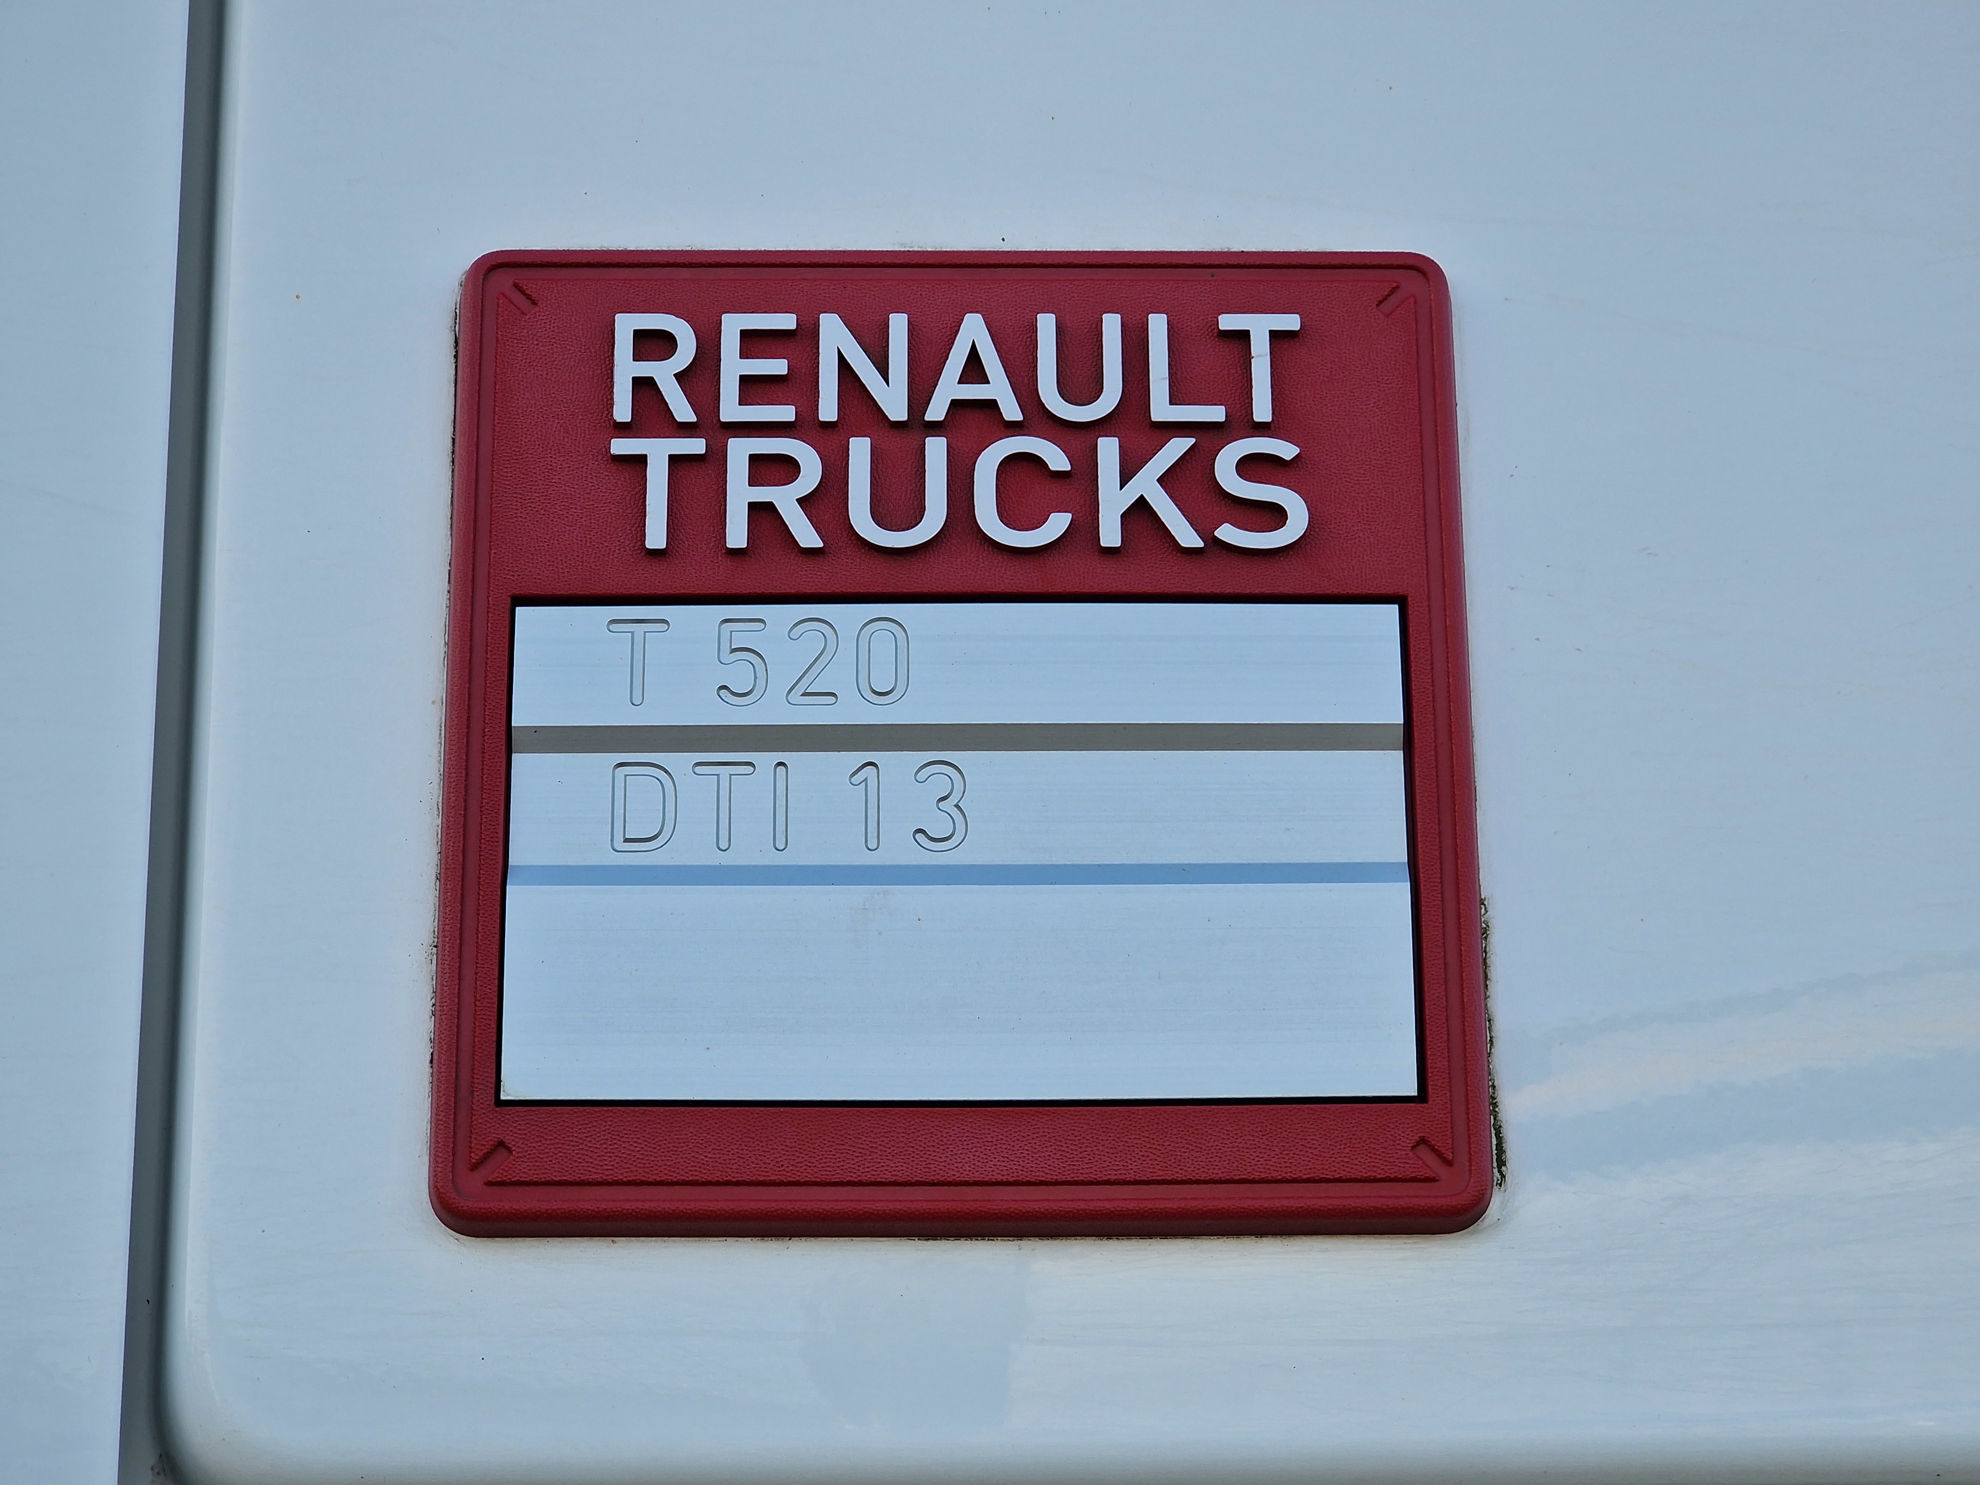 RENAULT
TRUCKS
T 520
DTI 13